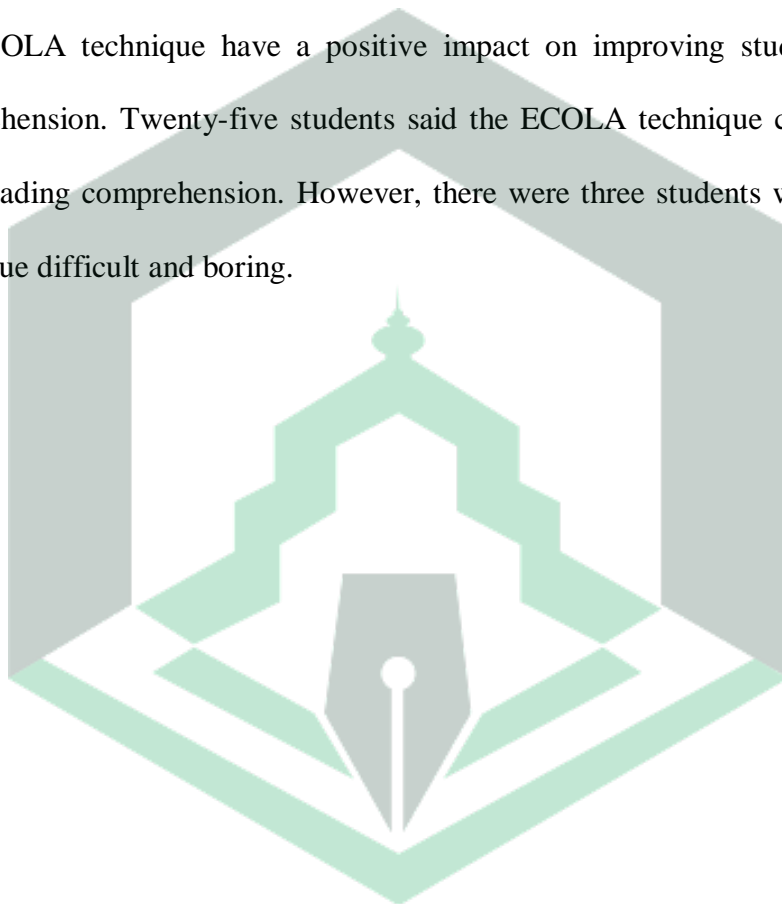 OLA technique have a positive impact on improving stud
hension. Twenty-five students said the ECOLA technique c
ading comprehension. However, there were three students w
ue difficult and boring.